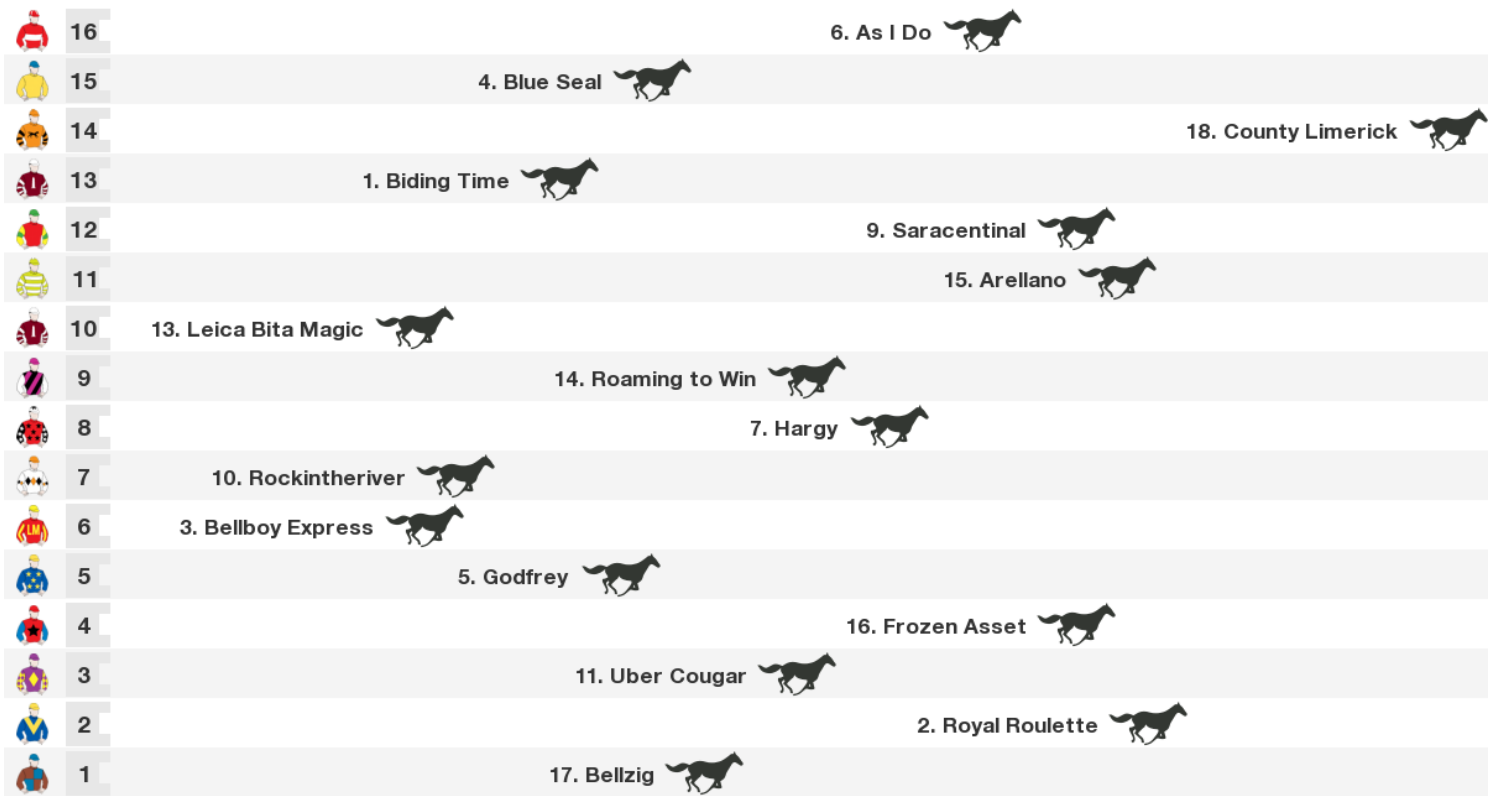 16 6. As I Do
15 4. Blue Seal
14 18. County Limerick
13 1. Biding Time
12 9. Saracentinal
11 15. Arellano
10 13. Leica Bita Magic
9 14. Roaming to Win
8 7. Hargy
7 10. Rockintheriver
6 3. Bellboy Express
LM
5 5. Godfrey
4 16. Frozen Asset
3 11. Uber Cougar
2 2. Royal Roulette
1 17. Bellzig